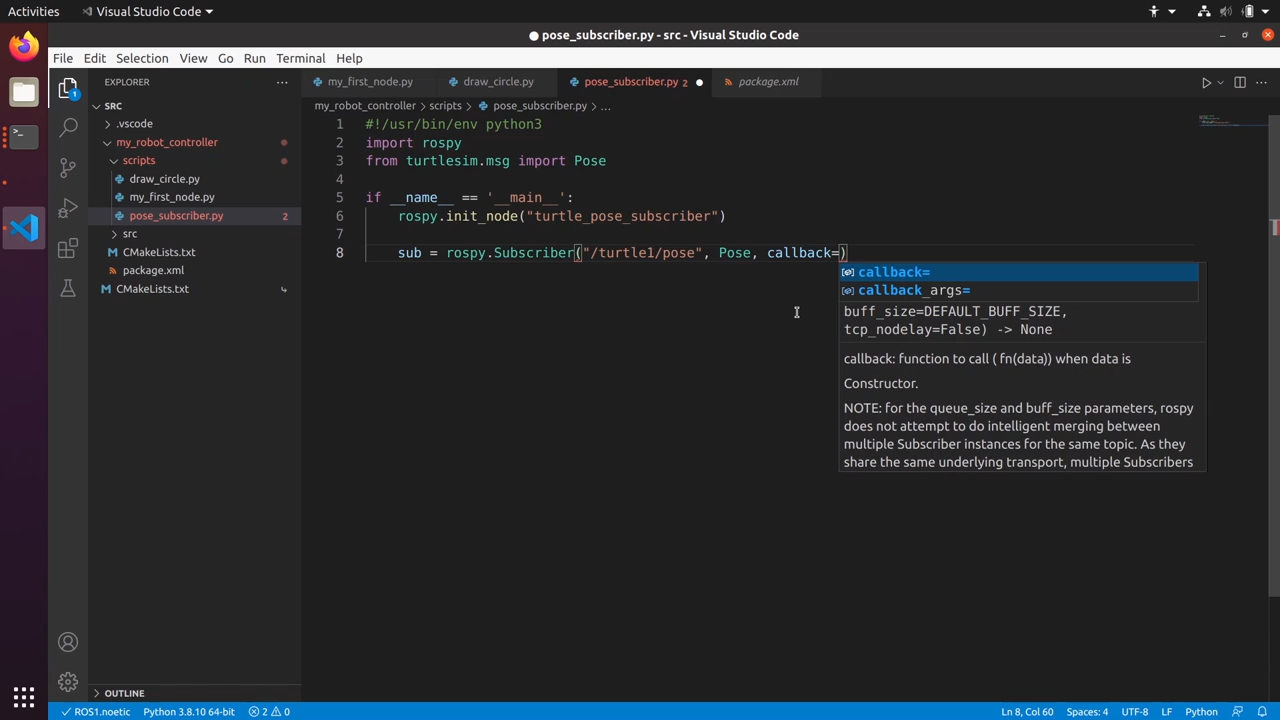 Activities
Visual Studio Code
pose_subscriber.py - src - Visual Studio Code
File Edit Selection View Go Run Terminal Help
EXPLORER
my_first_node.py
draw_circle.py
pose_subscriber.py 2
package.xml
SRC
my_robot_controller
scripts
pose_subscriber.py
...
.vscode
my_robot_controller
scripts
draw_circle.py
my_first_node.py
pose_subscriber.py 2
src
CMakeLists.txt
package.xml
CMakeLists.txt
1 #!/usr/bin/env python3
2 import rospy
3 from turtlesim.msg import Pose
4
5 if __name__ == '__main__':
6 rospy.init_node("turtle_pose_subscriber")
7
8 sub = rospy.Subscriber("/turtle1/pose", Pose, callback=)
callback=
callback_args=
buff_size=DEFAULT_BUFF_SIZE,
tcp_nodelay=False) -> None
callback: function to call ( fn(data)) when data is
Constructor.
NOTE: for the queue_size and buff_size parameters, rospy
does not attempt to do intelligent merging between
multiple Subscriber instances for the same topic. As they
share the same underlying transport, multiple Subscribers
1
OUTLINE
ROS1.noetic Python 3.8.10 64-bit 2 0
Ln 8, Col 60 Spaces: 4 UTF-8 LF Python